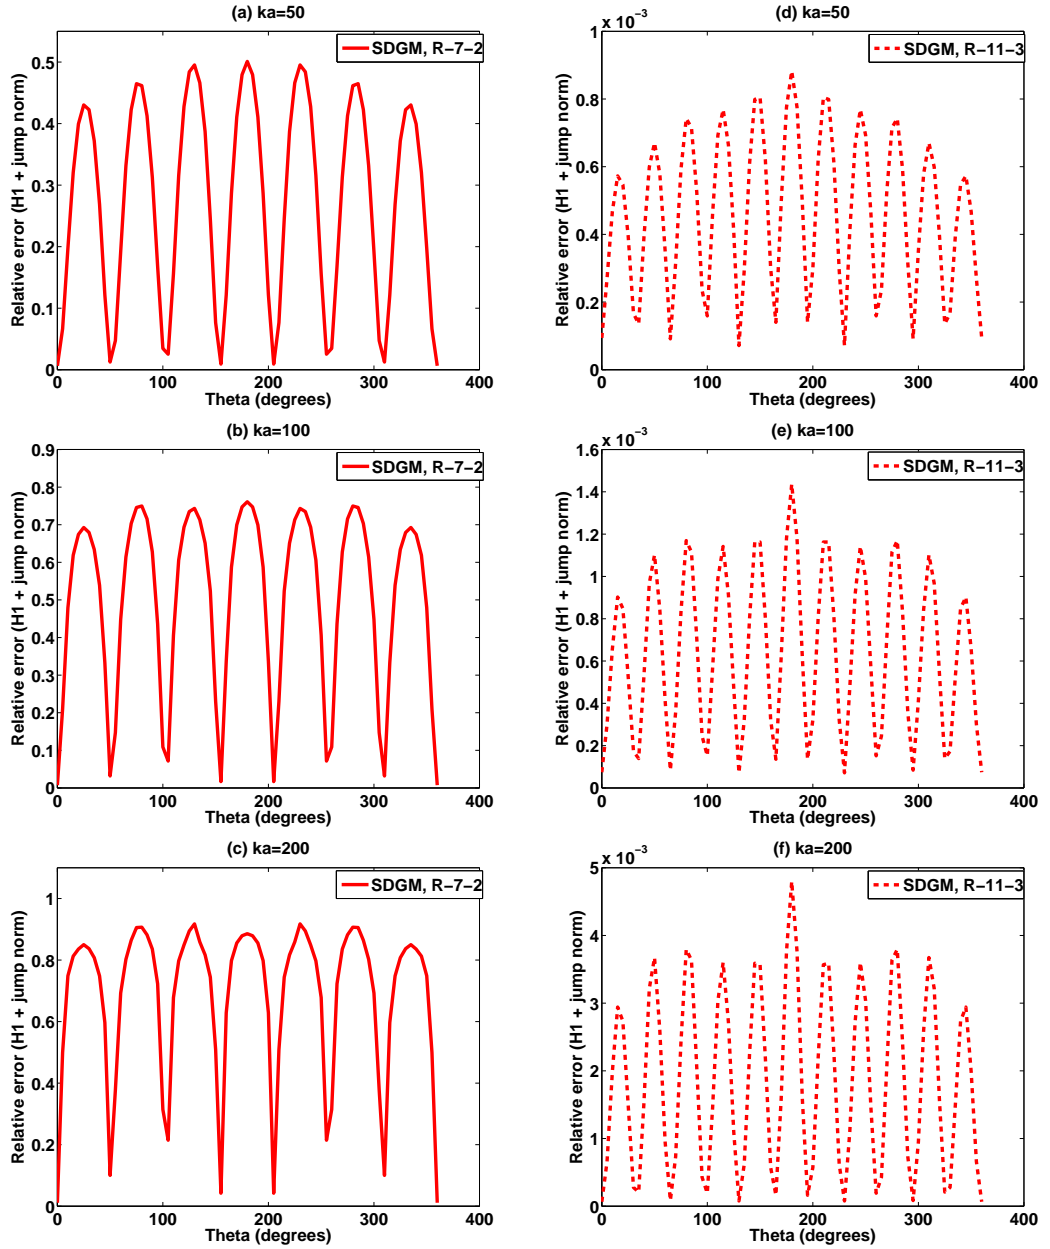 (a) ka=50
Relative error (H1 + jump norm)
0.5
0.4
0.3
0.2
0.1
0
SDGM, R−7−2
0 100 200 300 400
Theta (degrees)
(d) ka=50
x 10−3
Relative error (H1 + jump norm)
1
0.8
0.6
0.4
0.2
0
SDGM, R−11−3
0 100 200 300 400
Theta (degrees)
(b) ka=100
Relative error (H1 + jump norm)
0.9
0.8
0.7
0.6
0.5
0.4
0.3
0.2
0.1
0
SDGM, R−7−2
0 100 200 300 400
Theta (degrees)
(e) ka=100
x 10−3
Relative error (H1 + jump norm)
1.6
1.4
1.2
1
0.8
0.6
0.4
0.2
0
SDGM, R−11−3
0 100 200 300 400
Theta (degrees)
(c) ka=200
Relative error (H1 + jump norm)
1
0.8
0.6
0.4
0.2
0
SDGM, R−7−2
0 100 200 300 400
Theta (degrees)
(f) ka=200
x 10−3
Relative error (H1 + jump norm)
5
4
3
2
1
0
SDGM, R−11−3
0 100 200 300 400
Theta (degrees)